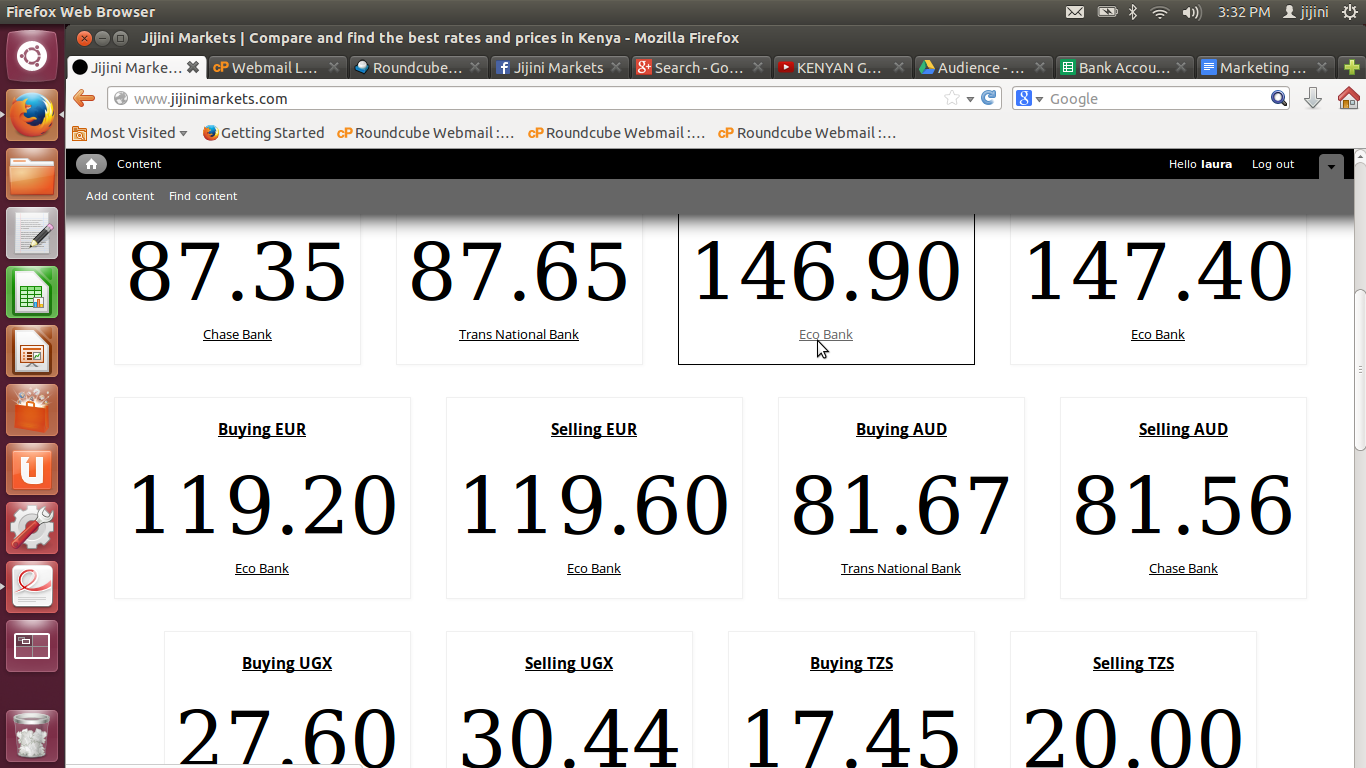 Firefox Web Browser
3:32 PM jijini
Jijini Markets | Compare and find the best rates and prices in Kenya - Mozilla Firefox
Jijini Marke... cP Webmail L... Roundcube... Jijini Markets Search - Go... KENYAN G... Audience - ... Bank Accou... Marketing ...
www.jijinimarkets.com Google
Most Visited Getting Started cP Roundcube Webmail :... cP Roundcube Webmail :... cP Roundcube Webmail :...
Content Hello laura Log out
Add content Find content
87.35 87.65 146.90 147.40
Chase Bank Trans National Bank Eco Bank Eco Bank
Buying EUR Selling EUR Buying AUD Selling AUD
119.20 119.60 81.67 81.56
Eco Bank Eco Bank Trans National Bank Chase Bank
Buying UGX Selling UGX Buying TZS Selling TZS
27.60 30.44 17.45 20.00